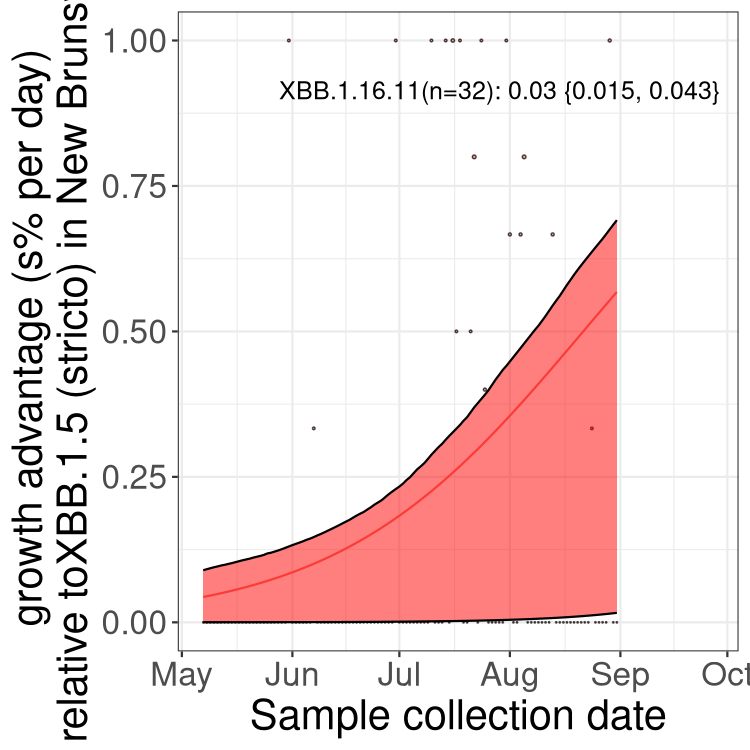 growth advantage (s% per day)
relative toXBB.1.5 (stricto) in New
1.00
0.75
0.50
0.25
0.00
XBB.1.16.11(n=32): 0.03 {0.015, 0.043}
May Jun Jul Aug Sep Oct
Sample collection date